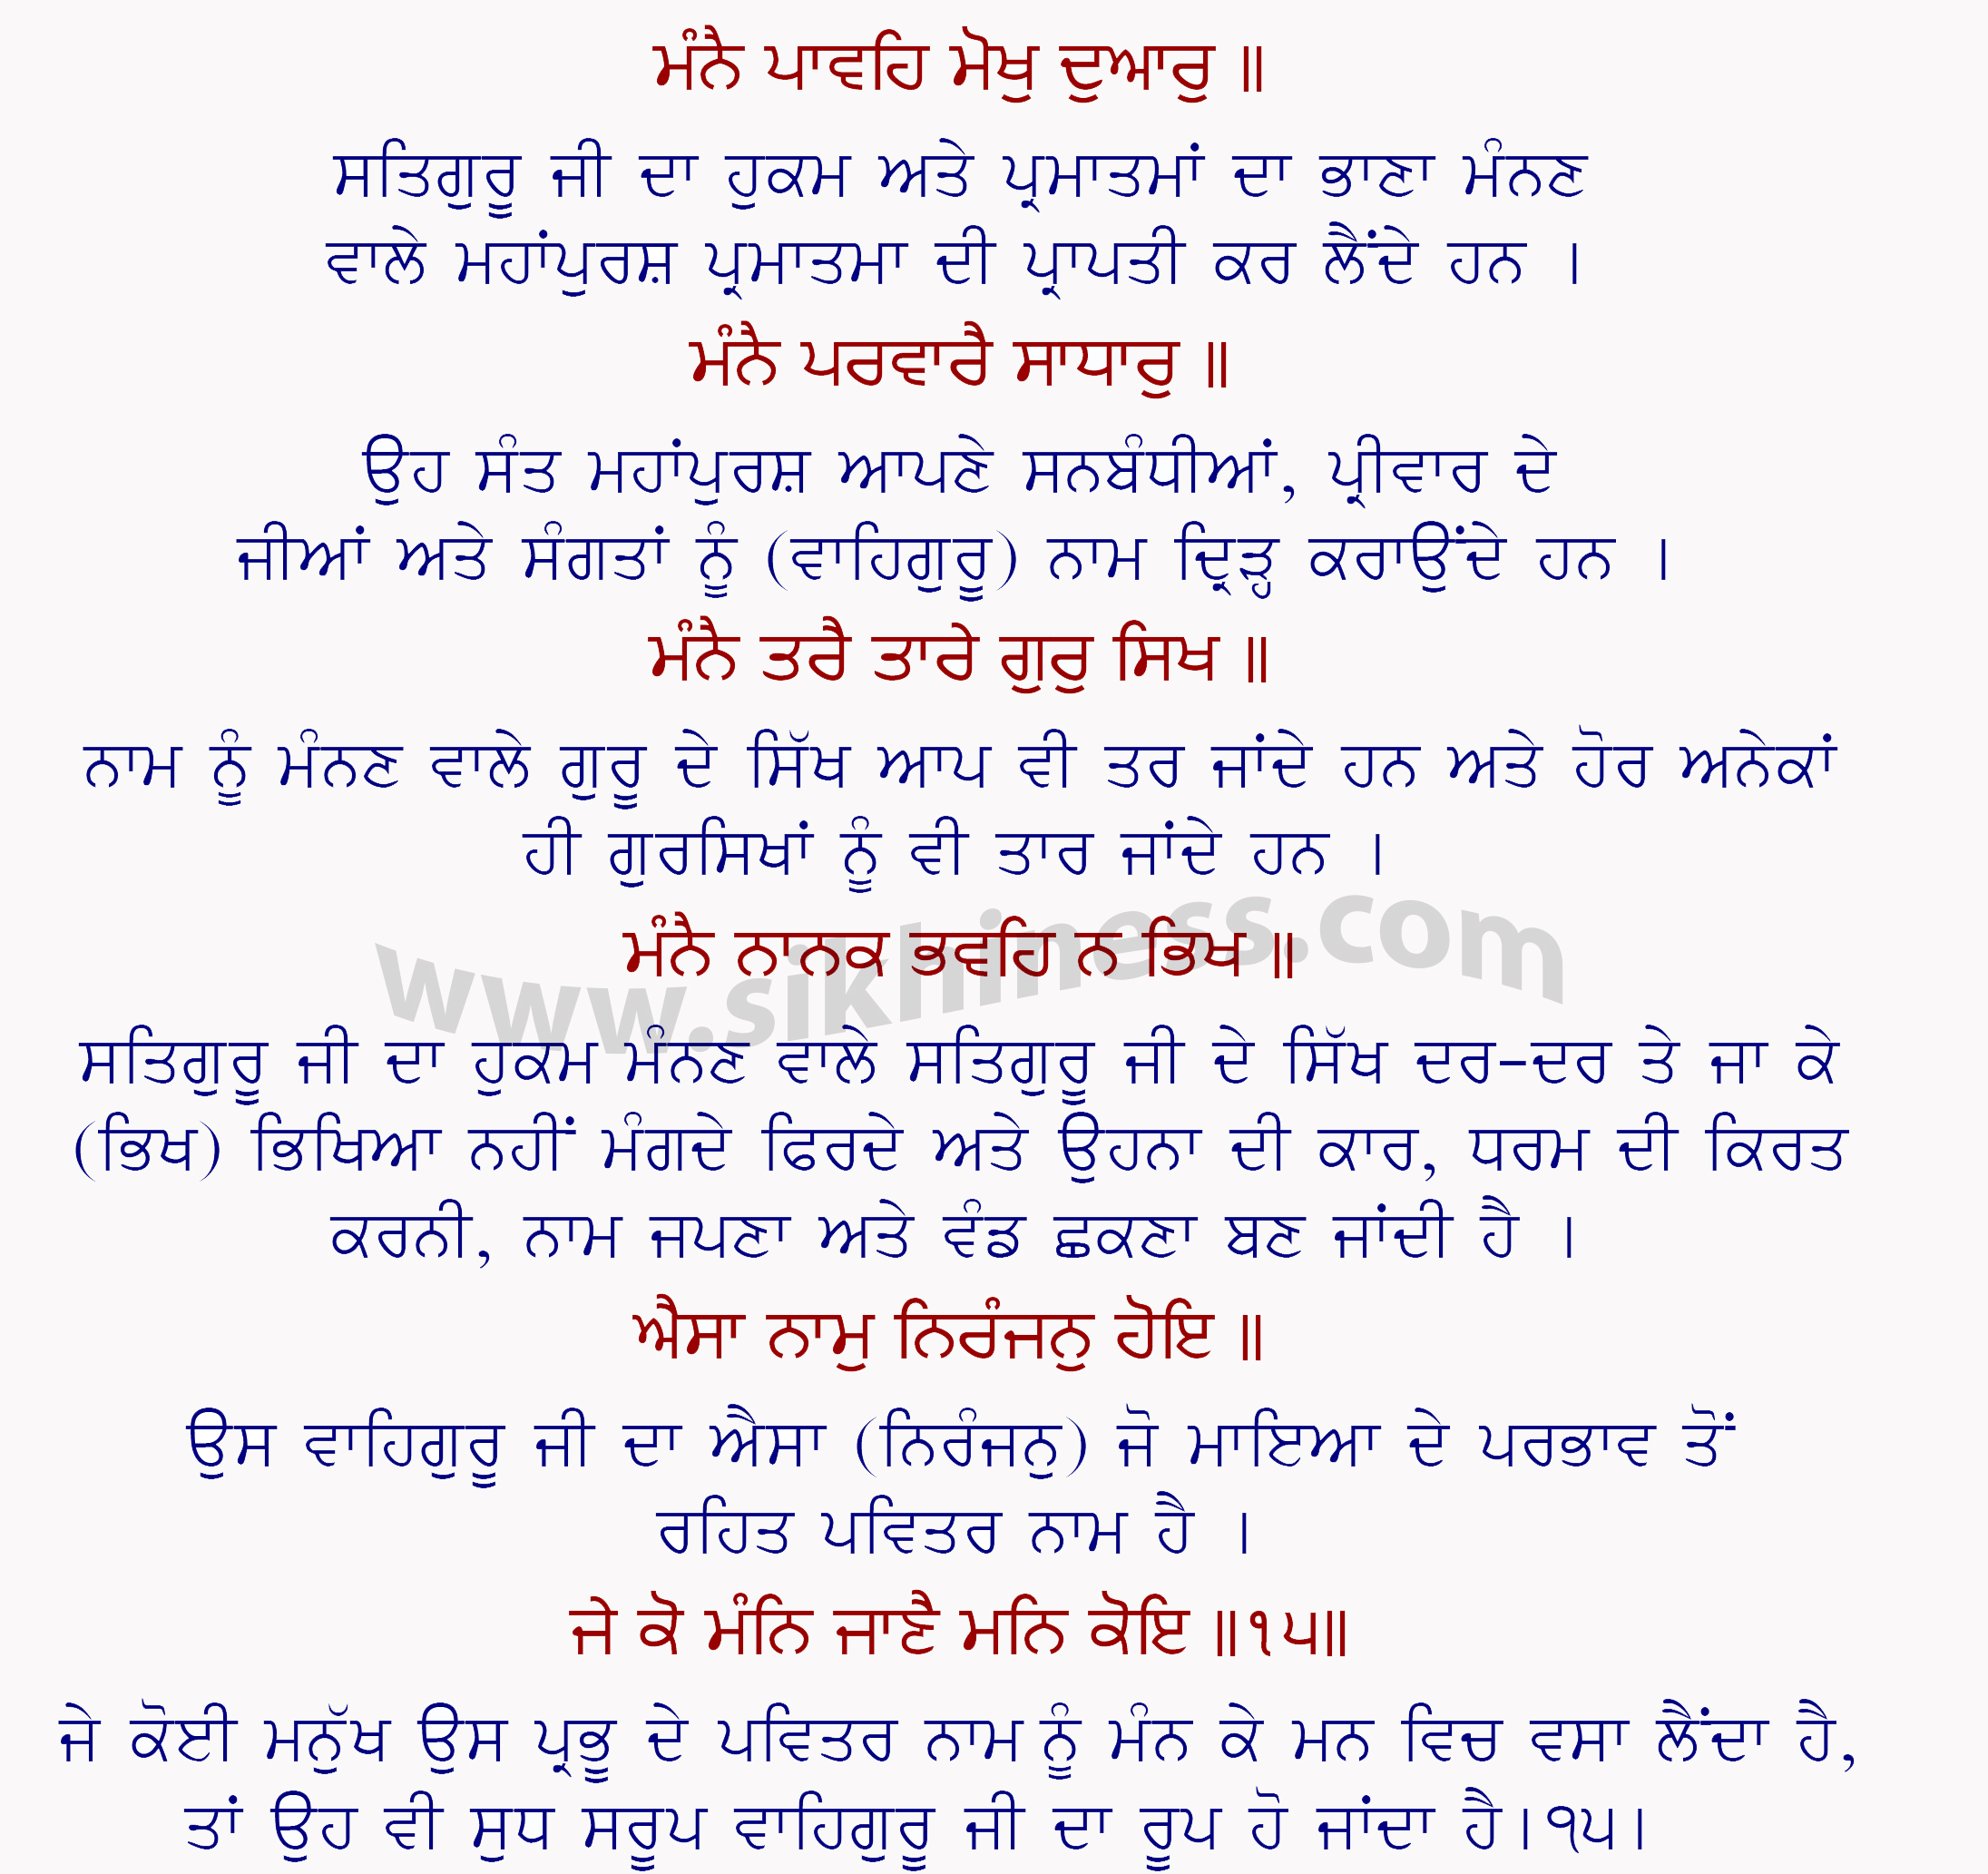 ਮੰਨੈ ਪਾਵਹਿ ਮੋਖੁ ਦੁਆਰੁ ॥
ਸਤਿਗੁਰੂ ਜੀ ਦਾ ਹੁਕਮ ਅਤੇ ਪ੍ਰਮਾਤਮਾਂ ਦਾ ਭਾਣਾ ਮੰਨਣ
ਵਾਲੇ ਮਹਾਂਪੁਰਸ਼ ਪ੍ਰਮਾਤਮਾ ਦੀ ਪ੍ਰਾਪਤੀ ਕਰ ਲੈਂਦੇ ਹਨ ।
ਮੰਨੈ ਪਰਵਾਰੈ ਸਾਧਾਰੁ ॥
ਉਹ ਸੰਤ ਮਹਾਂਪੁਰਸ਼ ਆਪਣੇ ਸਨਬੰਧੀਆਂ, ਪ੍ਰੀਵਾਰ ਦੇ
ਜੀਆਂ ਅਤੇ ਸੰਗਤਾਂ ਨੂੰ (ਵਾਹਿਗੁਰੂ) ਨਾਮ ਦ੍ਰਿੜ੍ਹ ਕਰਾਉਂਦੇ ਹਨ ।
ਮੰਨੈ ਤਰੈ ਤਾਰੇ ਗੁਰੁ ਸਿਖ ॥
ਨਾਮ ਨੂੰ ਮੰਨਣ ਵਾਲੇ ਗੁਰੂ ਦੇ ਸਿੱਖ ਆਪ ਵੀ ਤਰ ਜਾਂਦੇ ਹਨ ਅਤੇ ਹੋਰ ਅਨੇਕਾਂ
ਹੀ ਗੁਰਸਿਖਾਂ ਨੂੰ ਵੀ ਤਾਰ ਜਾਂਦੇ ਹਨ ।
www.sikhiness.com
ਮੰਨੈ ਨਾਨਕ ਭਵਹਿ ਨ ਭਿਖ ॥
ਸਤਿਗੁਰੂ ਜੀ ਦਾ ਹੁਕਮ ਮੰਨਣ ਵਾਲੇ ਸਤਿਗੁਰੂ ਜੀ ਦੇ ਸਿੱਖ ਦਰ-ਦਰ ਤੇ ਜਾ ਕੇ
(ਭਿਖ) ਭਿਖਿਆ ਨਹੀਂ ਮੰਗਦੇ ਫਿਰਦੇ ਅਤੇ ਉਹਨਾ ਦੀ ਕਾਰ, ਧਰਮ ਦੀ ਕਿਰਤ
ਕਰਨੀ, ਨਾਮ ਜਪਣਾ ਅਤੇ ਵੰਡ ਛਕਣਾ ਬਣ ਜਾਂਦੀ ਹੈ ।
ਐਸਾ ਨਾਮੁ ਨਿਰੰਜਨੁ ਹੋਇ ॥
ਉਸ ਵਾਹਿਗੁਰੂ ਜੀ ਦਾ ਐਸਾ (ਨਿਰੰਜਨੁ) ਜੋ ਮਾਇਆ ਦੇ ਪਰਭਾਵ ਤੋਂ
ਰਹਿਤ ਪਵਿਤਰ ਨਾਮ ਹੈ ।
ਜੇ ਕੋ ਮੰਨਿ ਜਾਣੈ ਮਨਿ ਕੋਇ ॥੧੫॥
ਜੇ ਕੋਈ ਮਨੁੱਖ ਉਸ ਪ੍ਰਭੂ ਦੇ ਪਵਿਤਰ ਨਾਮ ਨੂੰ ਮੰਨ ਕੇ ਮਨ ਵਿਚ ਵਸਾ ਲੈਂਦਾ ਹੈ,
ਤਾਂ ਉਹ ਵੀ ਸੁਧ ਸਰੂਪ ਵਾਹਿਗੁਰੂ ਜੀ ਦਾ ਰੂਪ ਹੋ ਜਾਂਦਾ ਹੈ।੧੫।